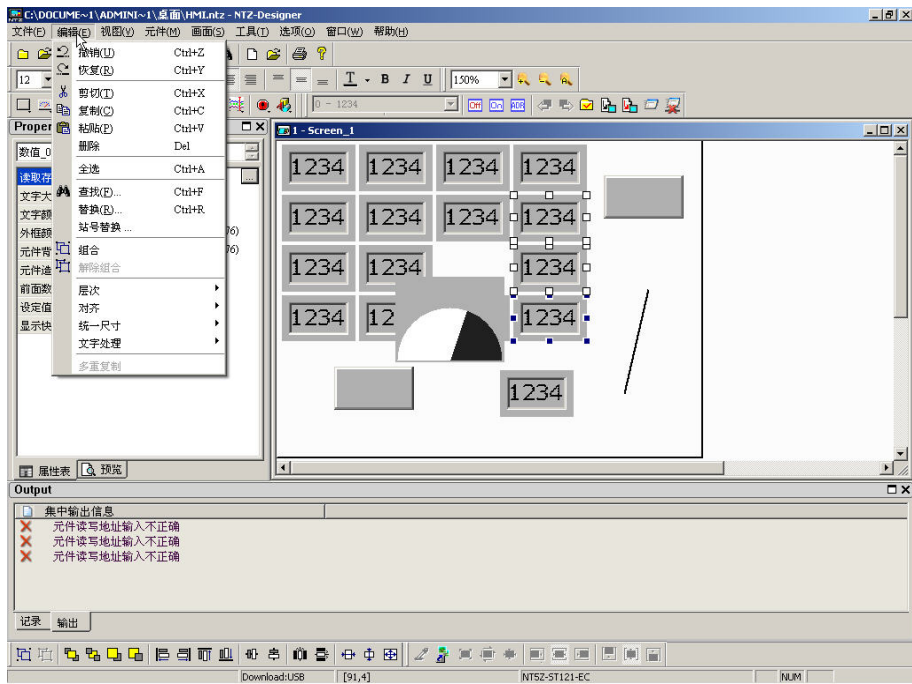 C:\DOCUME~1\ADMINI~1\桌面\HMI.ntz - NTZ-Designer
文件(F) 编辑(E) 视图(V) 元件(M) 画面(S) 工具(T) 选项(O) 窗口(W) 帮助(H)
撤销(U) Ctrl+Z
恢复(R) Ctrl+Y
12 T B I U 150%
剪切(T) Ctrl+X
复制(C) Ctrl+C
0 - 1234 Off On ADR
粘贴(P) Ctrl+V
删除 Del
全选 Ctrl+A
查找(F)... Ctrl+F
替换(R)... Ctrl+R
站号替换 ...
组合
解除组合
层次
对齐
统一尺寸
文字处理
多重复制
Proper
数值_0
读取存
文字大
文字颜
外框颜
元件背
元件造
前面数
设定值
显示快
76)
76)
属性表 预览
1 - Screen_1
1234 1234 1234 1234
1234 1234 1234 1234
1234 1234 1234
1234 12 1234
1234
Output
集中输出信息
元件读写地址输入不正确
元件读写地址输入不正确
元件读写地址输入不正确
记录 输出
Download:USB [91,4] NT5Z-ST121-EC NUM